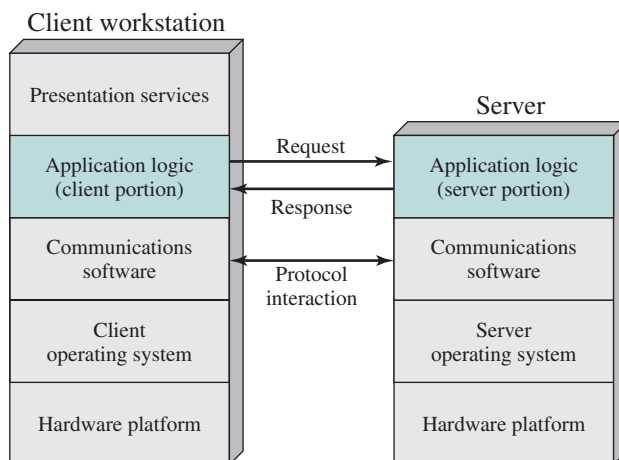 Client workstation
Presentation services
Application logic
(client portion)
Communications
software
Client
operating system
Hardware platform
Request
Response
Protocol
interaction
Server
Application logic
(server portion)
Communications
software
Server
operating system
Hardware platform